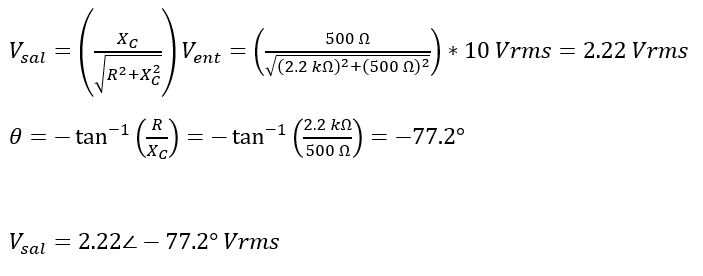 V_sal = (X_C / √(R²+X_C²)) V_ent = (500 Ω / √((2.2 kΩ)²+(500 Ω)²)) * 10 Vrms = 2.22 Vrms
θ = − tan⁻¹ (R / X_C) = − tan⁻¹ (2.2 kΩ / 500 Ω) = −77.2°
V_sal = 2.22∠ − 77.2° Vrms